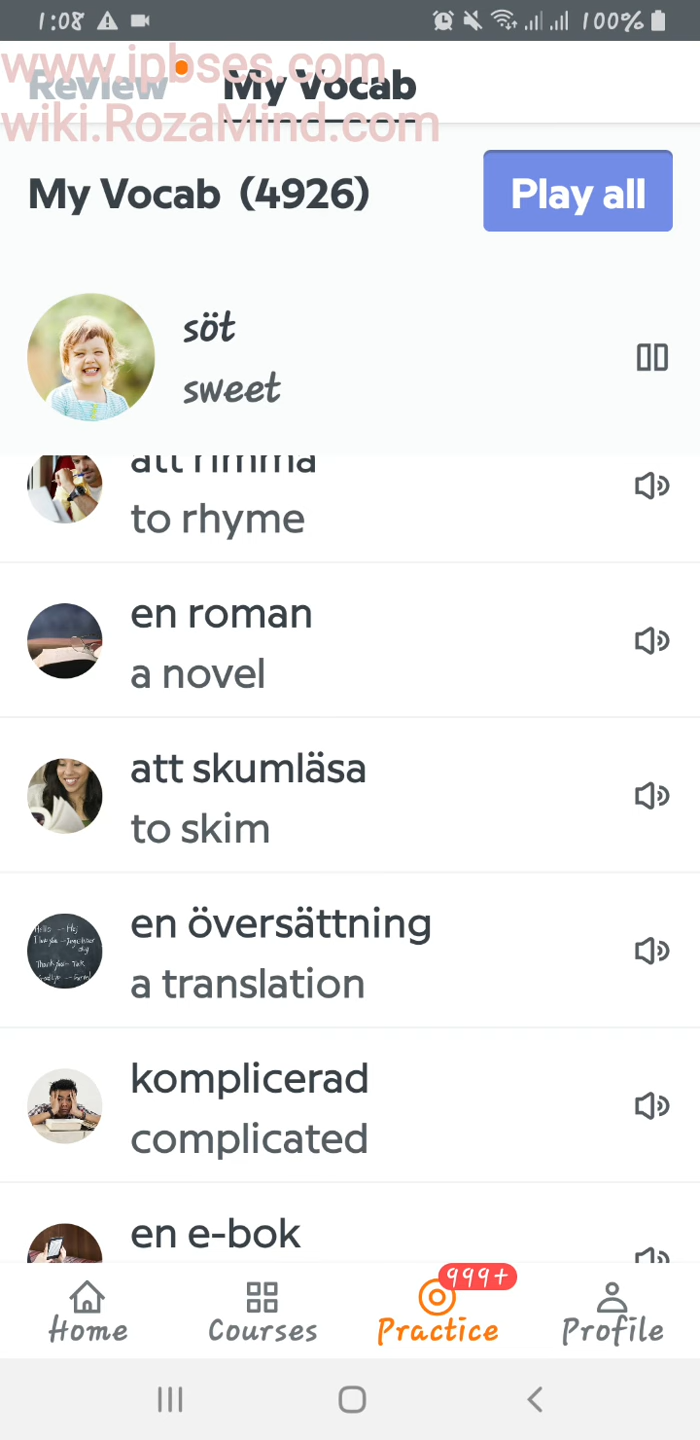 1:08
100%
www.ipbses.com
Review
My Vocab
wiki.RozaMind.com
My Vocab (4926)
Play all
söt
sweet
att rimma
to rhyme
en roman
a novel
att skumläsa
to skim
en översättning
a translation
komplicerad
complicated
en e-bok
999+
Home
Courses
Practice
Profile